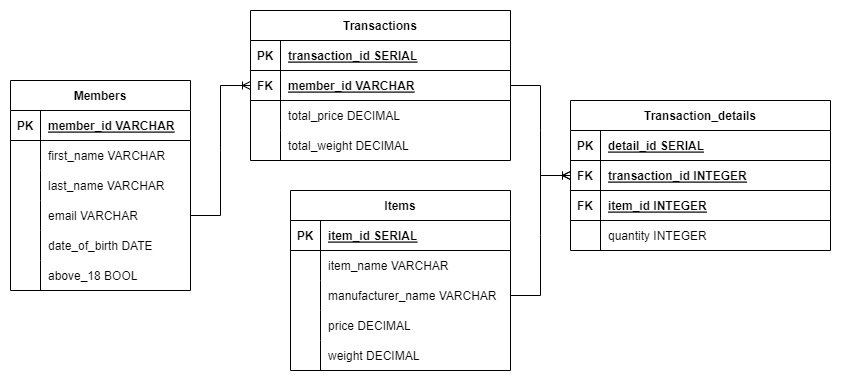 Members
PK member_id VARCHAR
first_name VARCHAR
last_name VARCHAR
email VARCHAR
date_of_birth DATE
above_18 BOOL
Transactions
PK transaction_id SERIAL
FK member_id VARCHAR
total_price DECIMAL
total_weight DECIMAL
Items
PK item_id SERIAL
item_name VARCHAR
manufacturer_name VARCHAR
price DECIMAL
weight DECIMAL
Transaction_details
PK detail_id SERIAL
FK transaction_id INTEGER
FK item_id INTEGER
quantity INTEGER